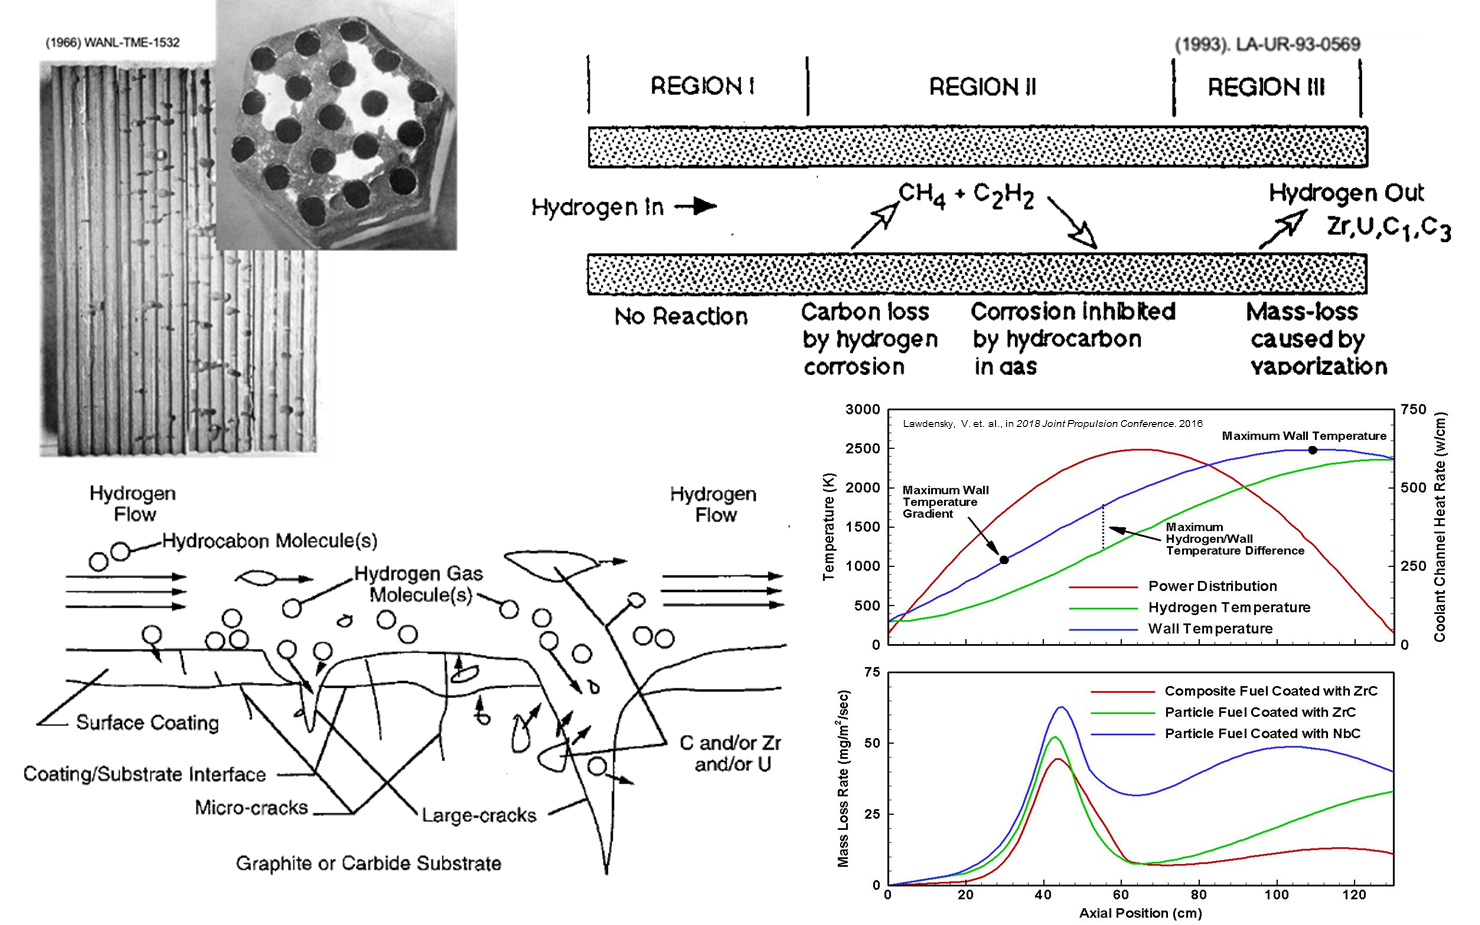 (1966) WANL-TME-1532
(1993). LA-UR-93-0569
REGION I
REGION II
REGION III
Hydrogen In
CH4 + C2H2
Hydrogen Out
Zr,U,C1,C3
No Reaction
Carbon loss
by hydrogen
corrosion
Corrosion inhibited
by hydrocarbon
in gas
Mass-loss
caused by
vaporization
Hydrogen
Flow
Hydrocabon Molecule(s)
Hydrogen Gas
Molecule(s)
Hydrogen
Flow
Surface Coating
Coating/Substrate Interface
Micro-cracks
Large-cracks
C and/or Zr
and/or U
Graphite or Carbide Substrate
3000
2500
2000
1500
1000
500
0
Temperature (K)
750
500
250
0
Coolant Channel Heat Rate (w/cm)
Lawdensky, V. et. al., in 2018 Joint Propulsion Conference. 2016
Maximum Wall Temperature
Maximum Wall
Temperature
Gradient
Maximum
Hydrogen/Wall
Temperature Difference
Power Distribution
Hydrogen Temperature
Wall Temperature
75
50
25
0
Mass Loss Rate (mg/m2/sec)
Composite Fuel Coated with ZrC
Particle Fuel Coated with ZrC
Particle Fuel Coated with NbC
0 20 40 60 80 100 120
Axial Position (cm)